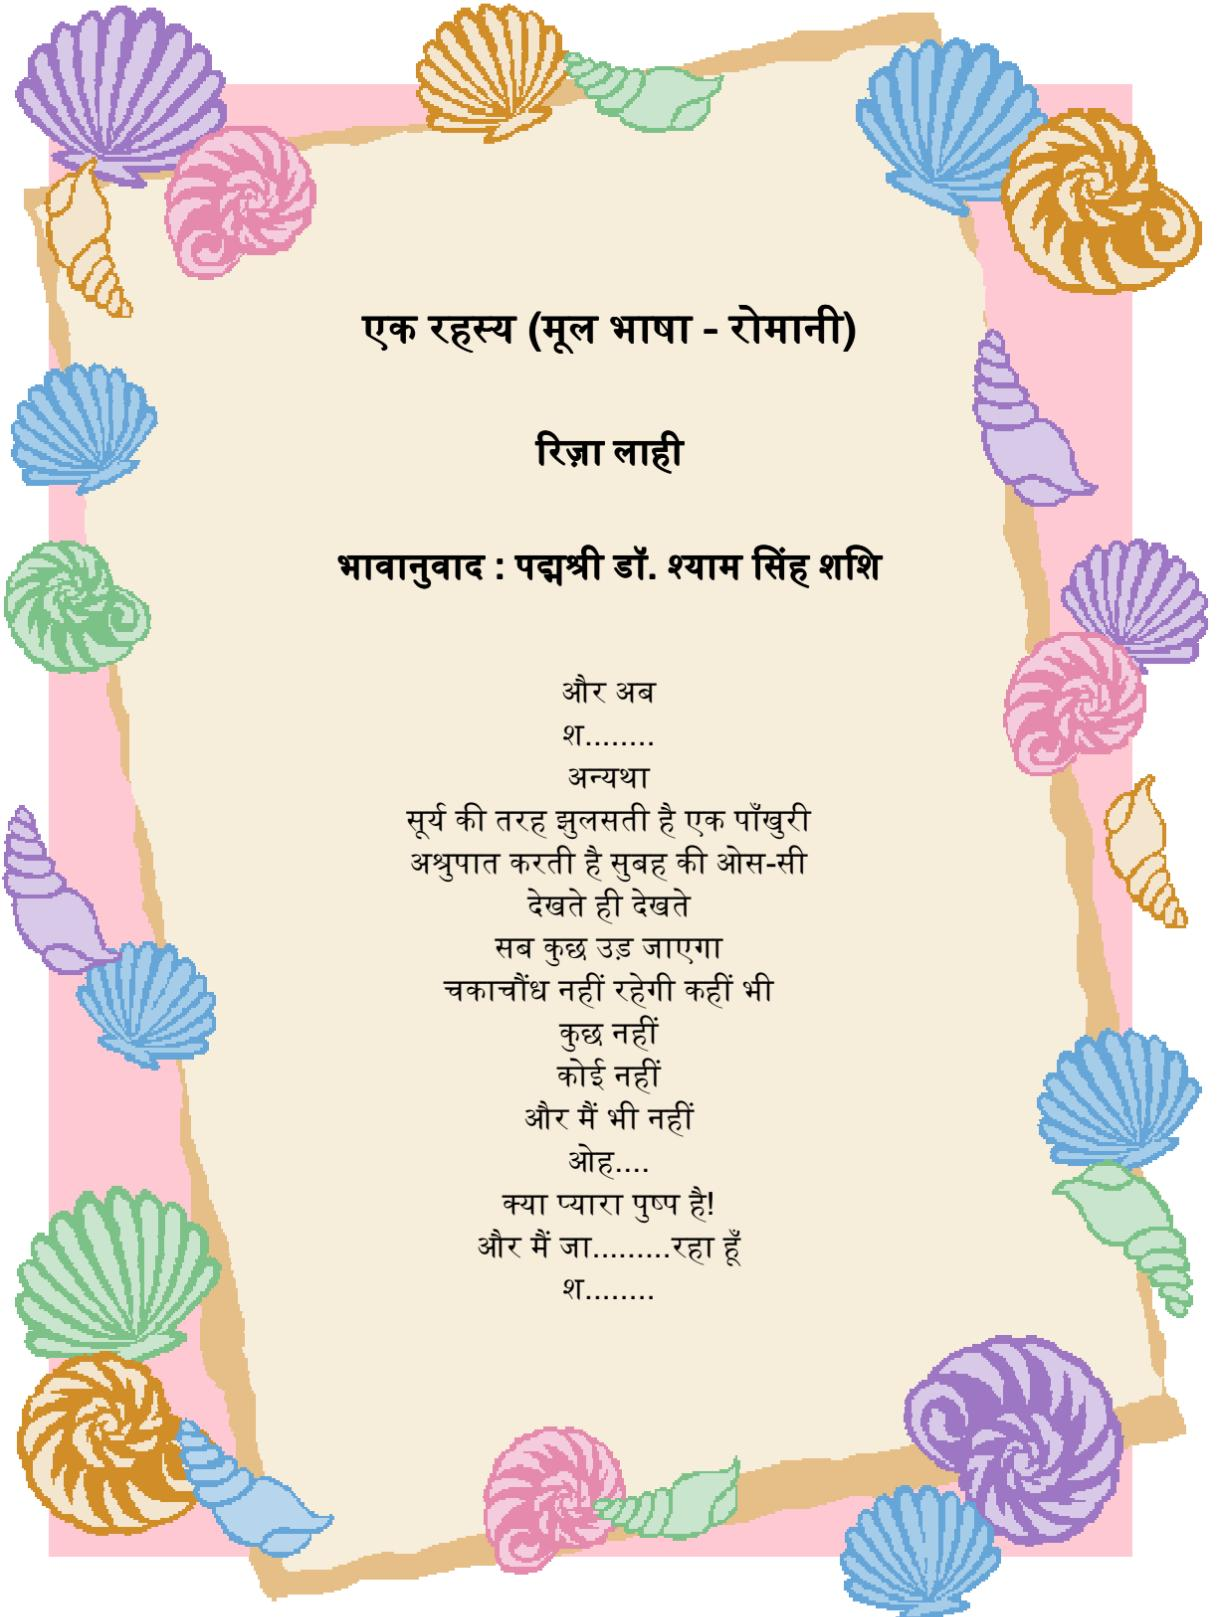 एक रहस्य (मूल भाषा - रोमानी)
रिज़ा लाही
भावानुवाद : पद्मश्री डॉ. श्याम सिंह शशि
और अब
श........
अन्यथा
सूर्य की तरह झुलसती है एक पाँखुरी
अश्रुपात करती है सुबह की ओस-सी
देखते ही देखते
सब कुछ उड़ जाएगा
चकाचौंध नहीं रहेगी कहीं भी
कुछ नहीं
कोई नहीं
और मैं भी नहीं
ओह....
क्या प्यारा पुष्प है!
और मैं जा.........रहा हूँ
श........